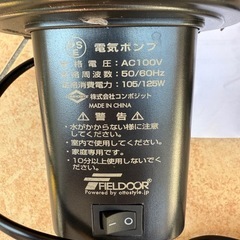 PS
E
電気ポンプ
定格電圧：AC100V
定格周波数：50/60Hz
定格消費電力：105/125W
株式会社コンポジット
MADE IN CHINA
⚠警告⚠
・水がかからない様に注意
してください。
・室内で使用してください。
・家庭専用です。
・10分以上使用しないでく
ださい。
FIELDOOR
Powered by ottostyle.jp